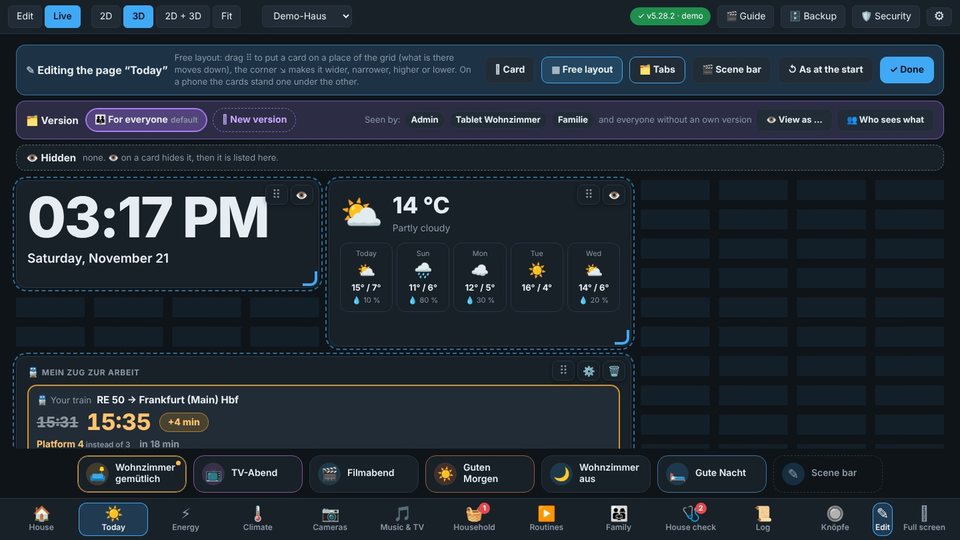 Edit Live 2D 3D 2D + 3D Fit Demo-Haus ✓ v5.28.2 · demo Guide Backup Security
✎ Editing the page “Today”
Free layout: drag ⠿ to put a card on a place of the grid (what is there
moves down), the corner ↘ makes it wider, narrower, higher or lower. On
a phone the cards stand one under the other.
Card Free layout Tabs Scene bar ↺ As at the start ✓ Done
Version For everyone default New version Seen by: Admin Tablet Wohnzimmer Familie and everyone without an own version View as ... Who sees what
Hidden none. 👁 on a card hides it, then it is listed here.
03:17 PM
Saturday, November 21
14 °C
Partly cloudy
Today Sun Mon Tue Wed
15° / 7° 11° / 6° 12° / 5° 16° / 4° 14° / 6°
10 % 80 % 30 % 20 %
MEIN ZUG ZUR ARBEIT
Your train RE 50 → Frankfurt (Main) Hbf
15:31 15:35 +4 min
Platform 4 instead of 3 in 18 min
Wohnzimmer gemütlich
TV-Abend
Filmabend
Guten Morgen
Wohnzimmer aus
Gute Nacht
Scene bar
1 2
House Today Energy Climate Cameras Music & TV Household Routines Family House check Log Knöpfe Edit Full screen